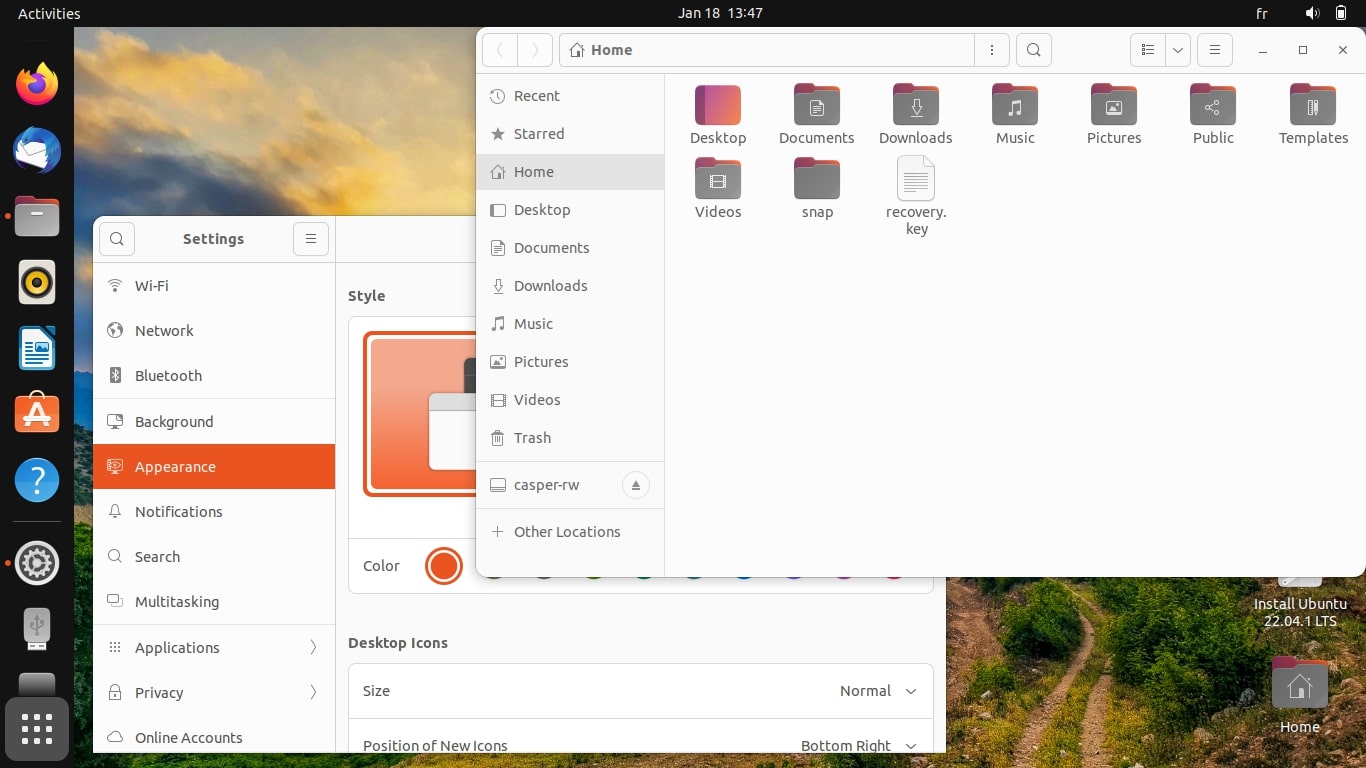 Activities
Jan 18 13:47
fr
Settings
Wi-Fi
Network
Bluetooth
Background
Appearance
Notifications
Search
Multitasking
Applications
Privacy
Online Accounts
Style
Color
Desktop Icons
Size
Normal
Position of New Icons
Bottom Right
Home
Recent
Starred
Home
Desktop
Documents
Downloads
Music
Pictures
Videos
Trash
casper-rw
Other Locations
Desktop
Documents
Downloads
Music
Pictures
Public
Templates
Videos
snap
recovery.
key
Install Ubuntu
22.04.1 LTS
Home